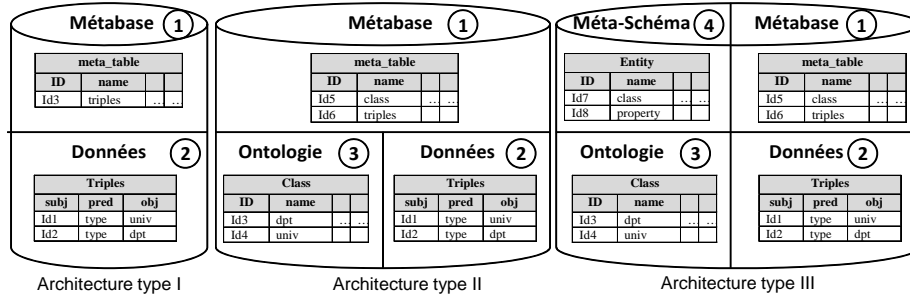 Métabase 1
meta_table
ID name
Id3 triples … …
Données 2
Triples
subj pred obj
Id1 type univ
Id2 type dpt
Architecture type I
Métabase 1
meta_table
ID name
Id5 class … …
Id6 triples
Ontologie 3
Class
ID name
Id3 dpt … …
Id4 univ
Données 2
Triples
subj pred obj
Id1 type univ
Id2 type dpt
Architecture type II
Méta-Schéma 4
Entity
ID name
Id7 class … …
Id8 property
Métabase 1
meta_table
ID name
Id5 class … …
Id6 triples
Ontologie 3
Class
ID name
Id3 dpt … …
Id4 univ
Données 2
Triples
subj pred obj
Id1 type univ
Id2 type dpt
Architecture type III